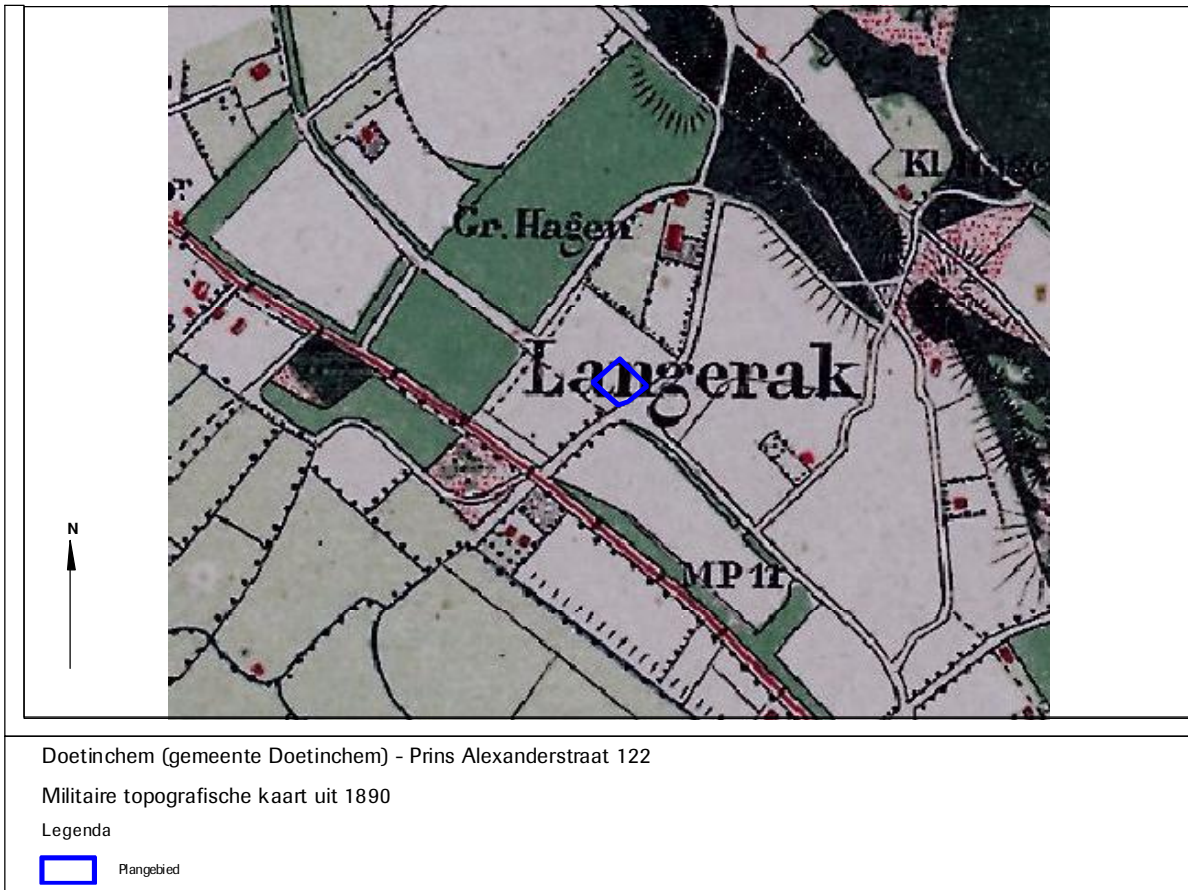 Gr. Hagen
Kl.
Langerak
MP 11
N
Doetinchem (gemeente Doetinchem) - Prins Alexanderstraat 122
Militaire topografische kaart uit 1890
Legenda
Plangebied